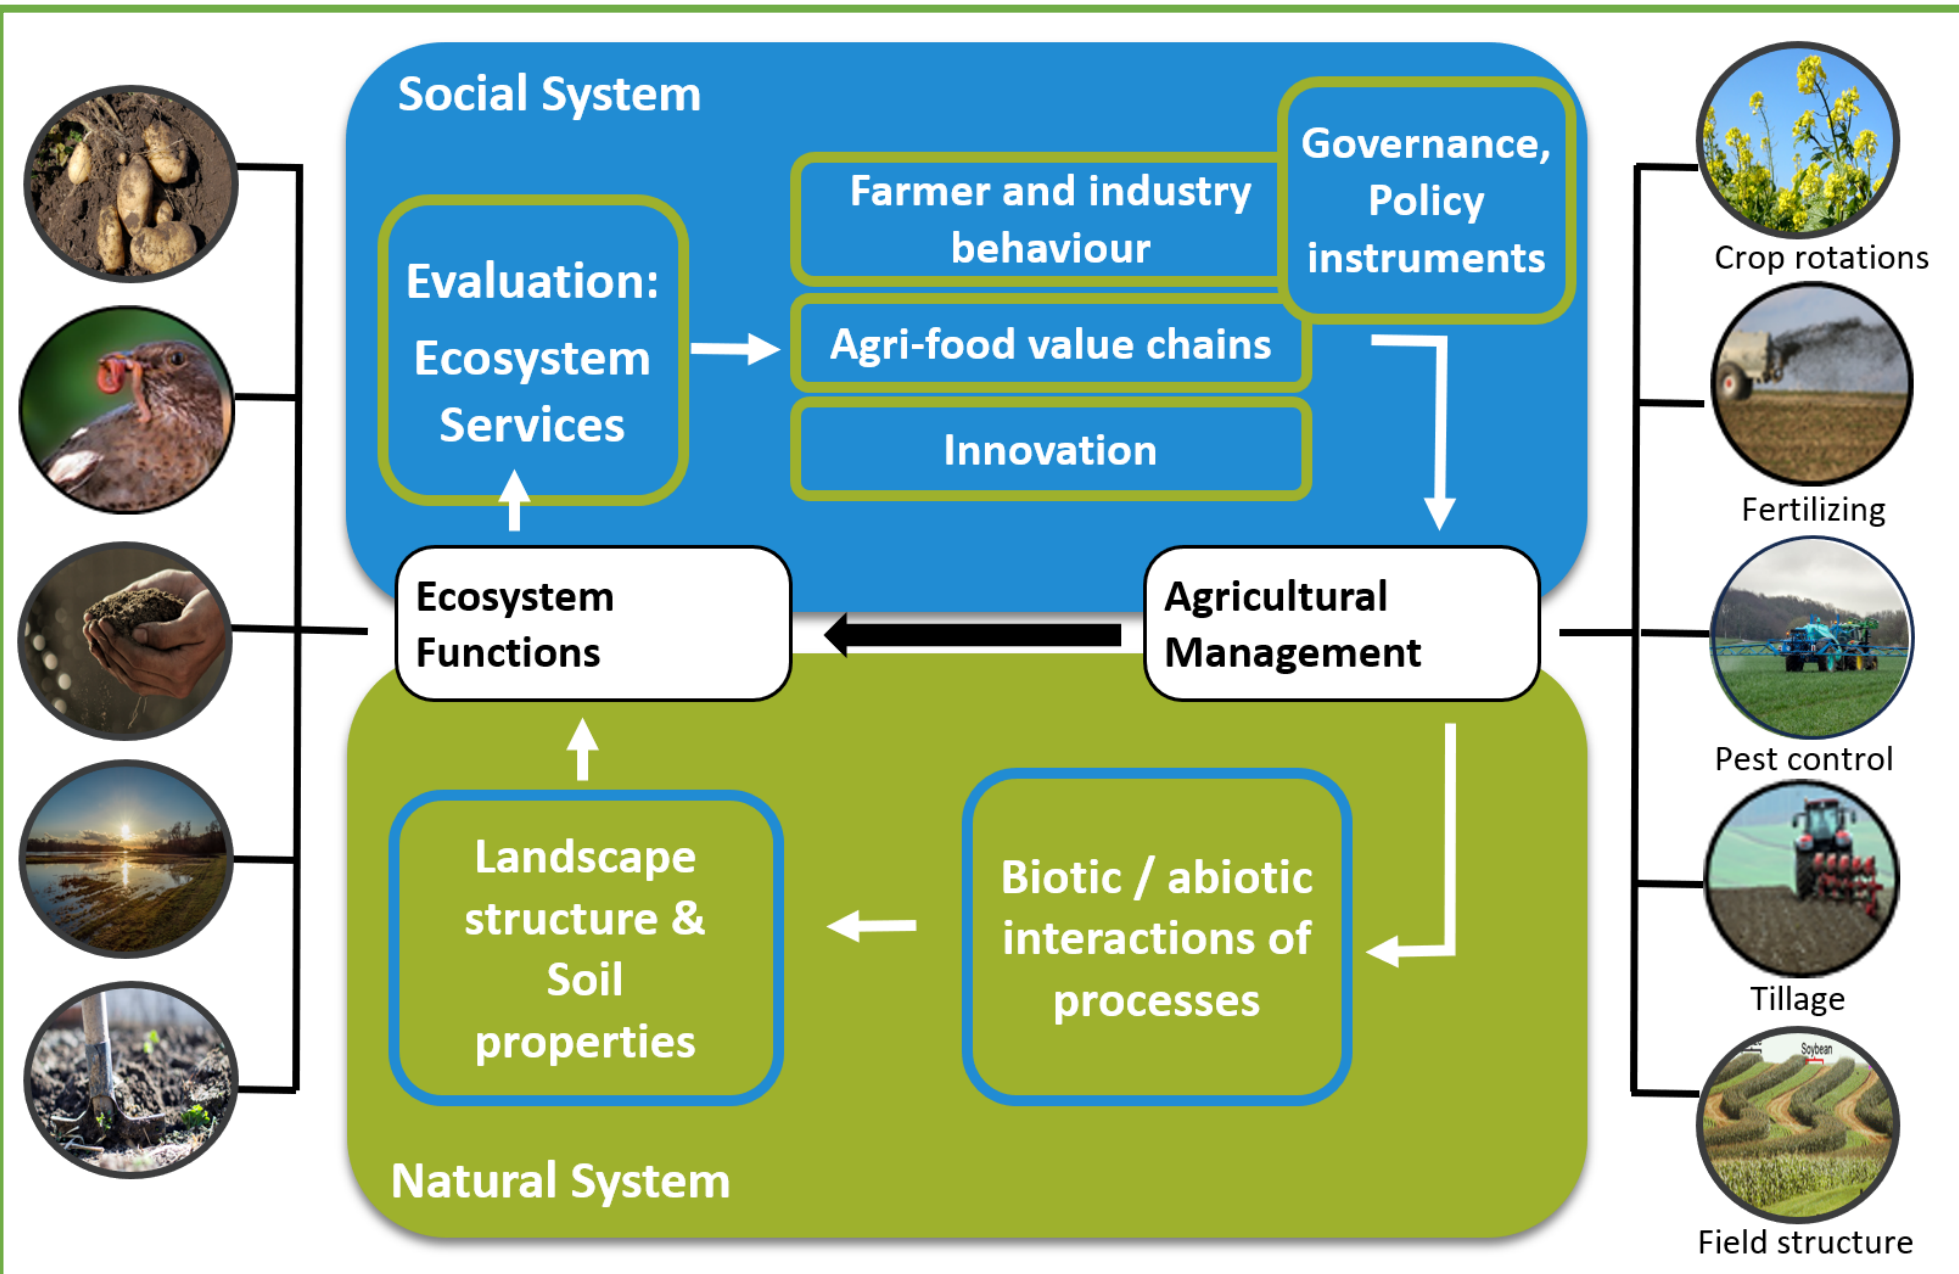 Social System
Governance,
Policy
instruments
Farmer and industry
behaviour
Evaluation:
Ecosystem
Services
Agri-food value chains
Innovation
Ecosystem
Functions
Agricultural
Management
Landscape
structure &
Soil
properties
Biotic / abiotic
interactions of
processes
Natural System
Crop rotations
Fertilizing
Pest control
Tillage
Soybean
Field structure